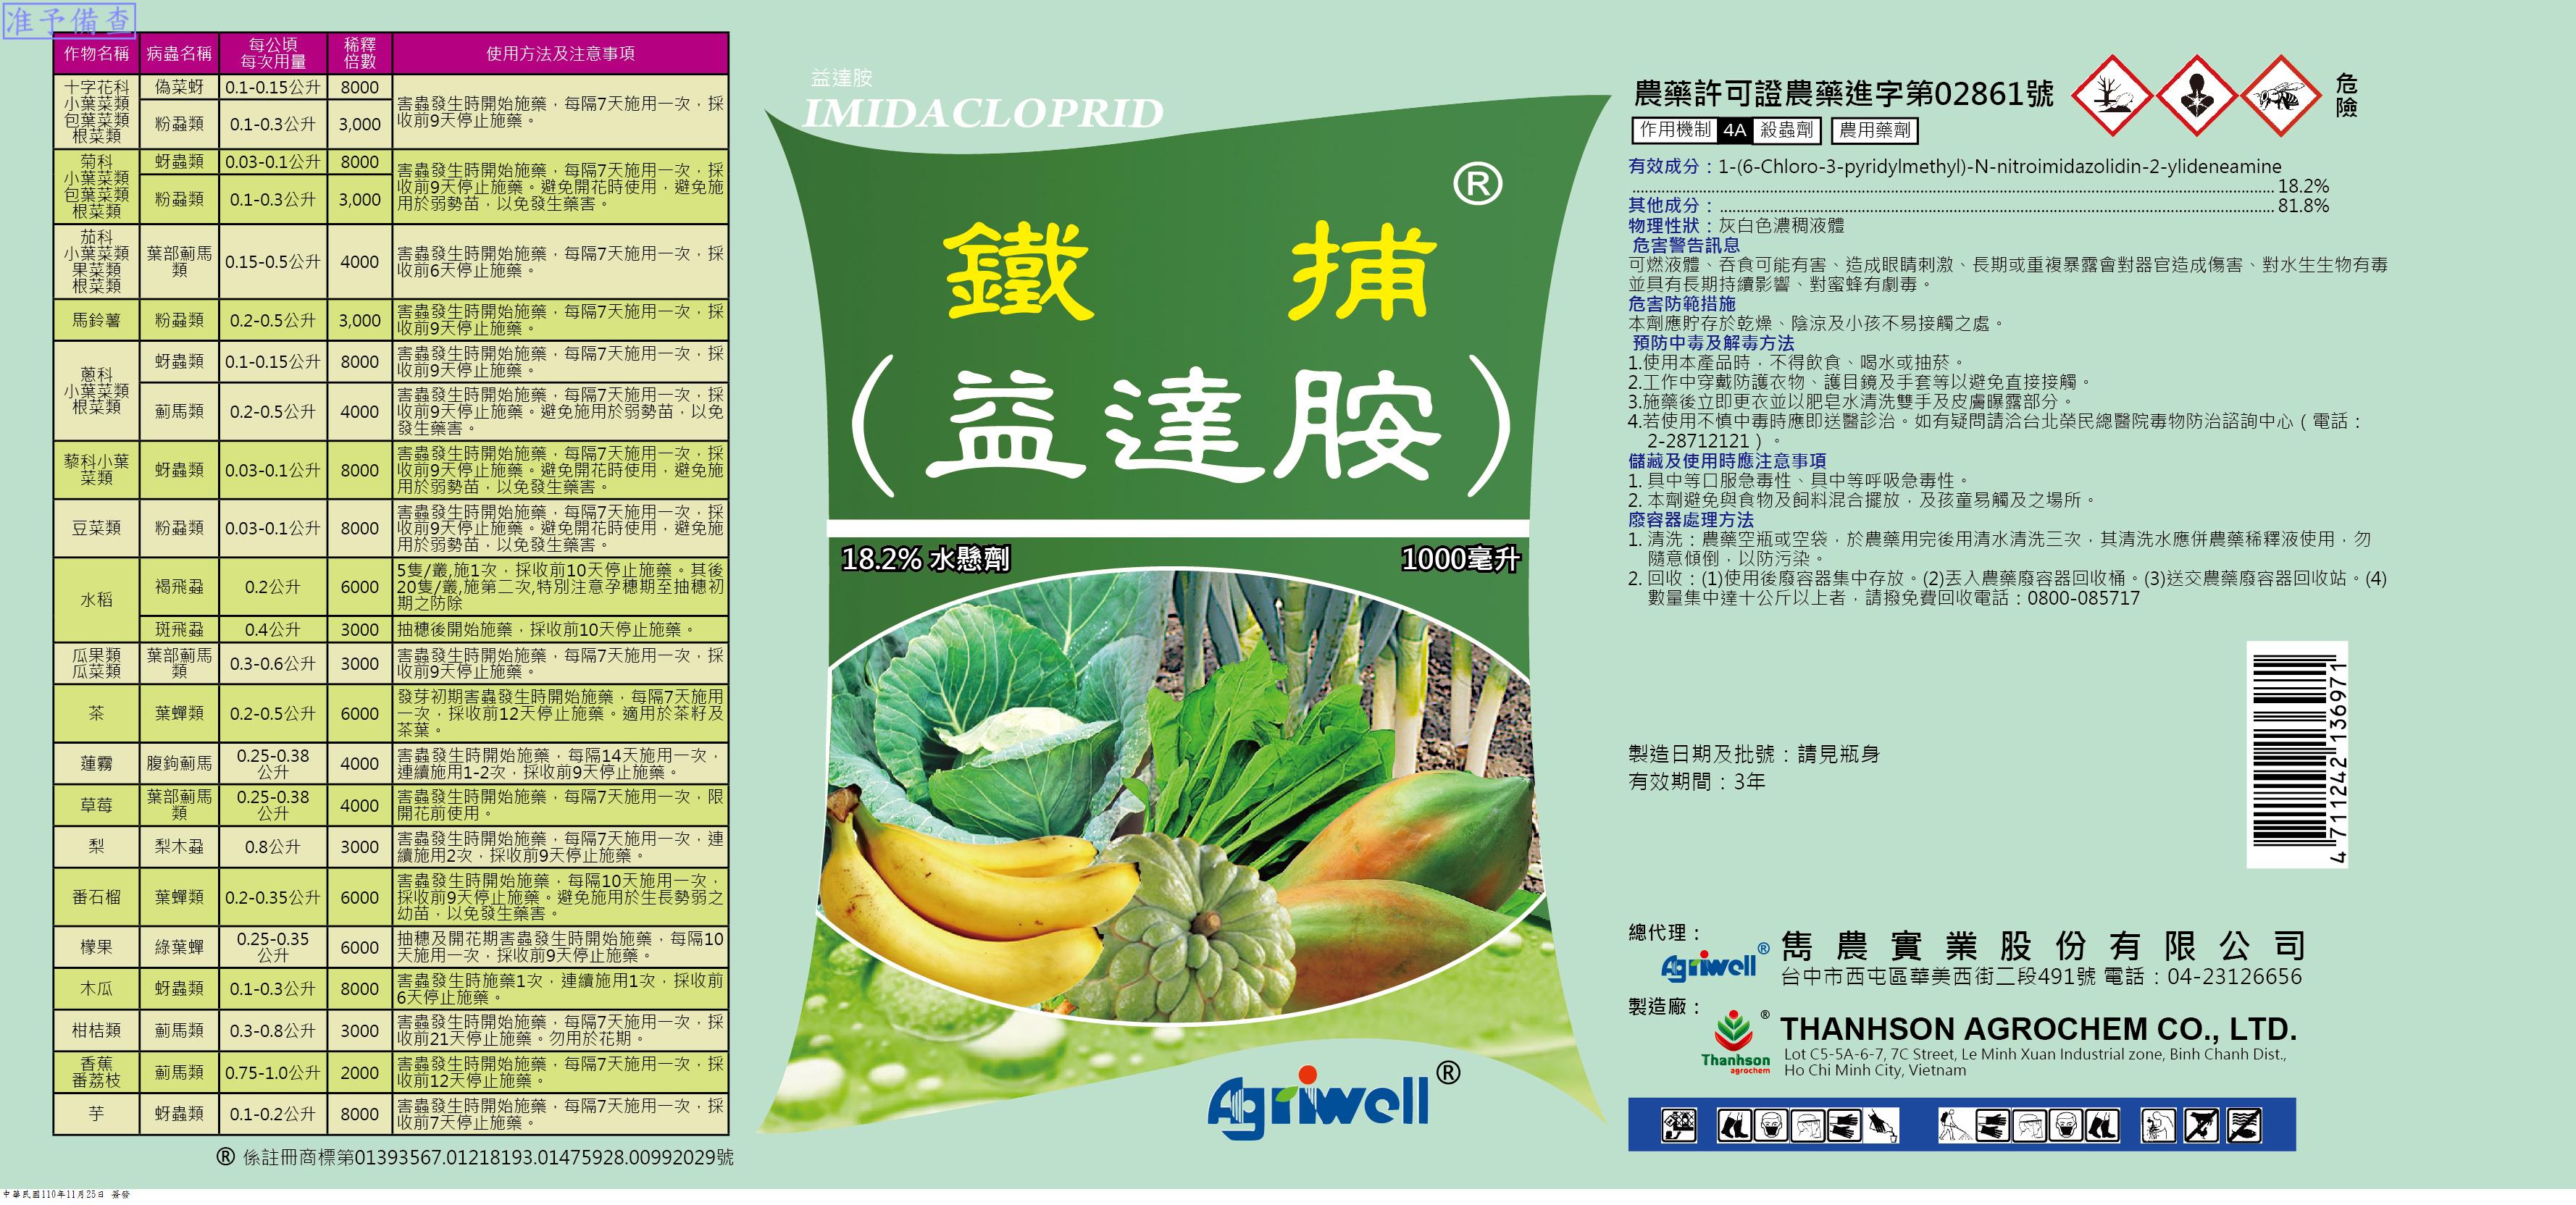 准予備查
作物名稱 病蟲名稱 每公頃每次用量 稀釋倍數 使用方法及注意事項
十字花科
小葉菜類
包葉菜類
根菜類
偽菜蚜 0.1-0.15公升 8000
粉蝨類 0.1-0.3公升 3,000
害蟲發生時開始施藥，每隔7天施用一次，採
收前9天停止施藥。
菊科
小葉菜類
包葉菜類
根菜類
蚜蟲類 0.03-0.1公升 8000
粉蝨類 0.1-0.3公升 3,000
害蟲發生時開始施藥，每隔7天施用一次，採
收前9天停止施藥。避免開花時使用，避免施
用於弱勢苗，以免發生藥害。
茄科
小葉菜類
果菜類
根菜類
葉部薊馬類 0.15-0.5公升 4000
害蟲發生時開始施藥，每隔7天施用一次，採
收前6天停止施藥。
馬鈴薯 粉蝨類 0.2-0.5公升 3,000
害蟲發生時開始施藥，每隔7天施用一次，採
收前9天停止施藥。
蔥科
小葉菜類
根菜類
蚜蟲類 0.1-0.15公升 8000
害蟲發生時開始施藥，每隔7天施用一次，採
收前9天停止施藥。
薊馬類 0.2-0.5公升 4000
害蟲發生時開始施藥，每隔7天施用一次，採
收前9天停止施藥。避免施用於弱勢苗，以免
發生藥害。
藜科小葉
菜類
蚜蟲類 0.03-0.1公升 8000
害蟲發生時開始施藥，每隔7天施用一次，採
收前9天停止施藥。避免開花時使用，避免施
用於弱勢苗，以免發生藥害。
豆菜類 粉蝨類 0.03-0.1公升 8000
害蟲發生時開始施藥，每隔7天施用一次，採
收前9天停止施藥。避免開花時使用，避免施
用於弱勢苗，以免發生藥害。
水稻
褐飛蝨 0.2公升 6000
5隻/叢,施1次，採收前10天停止施藥。其後
20隻/叢,施第二次,特別注意孕穗期至抽穗初
期之防除
斑飛蝨 0.4公升 3000 抽穗後開始施藥，採收前10天停止施藥。
瓜果類
瓜菜類
葉部薊馬類 0.3-0.6公升 3000
害蟲發生時開始施藥，每隔7天施用一次，採
收前9天停止施藥。
茶 葉蟬類 0.2-0.5公升 6000
發芽初期害蟲發生時開始施藥，每隔7天施用
一次，採收前12天停止施藥。適用於茶籽及
茶葉。
蓮霧 腹鉤薊馬 0.25-0.38公升 4000
害蟲發生時開始施藥，每隔14天施用一次，
連續施用1-2次，採收前9天停止施藥。
草莓 葉部薊馬類 0.25-0.38公升 4000
害蟲發生時開始施藥，每隔7天施用一次，限
開花前使用。
梨 梨木蝨 0.8公升 3000
害蟲發生時開始施藥，每隔7天施用一次，連
續施用2次，採收前9天停止施藥。
番石榴 葉蟬類 0.2-0.35公升 6000
害蟲發生時開始施藥，每隔10天施用一次，
採收前9天停止施藥。避免施用於生長勢弱之
幼苗，以免發生藥害。
檬果 綠葉蟬 0.25-0.35公升 6000
抽穗及開花期害蟲發生時開始施藥，每隔10
天施用一次，採收前9天停止施藥。
木瓜 蚜蟲類 0.1-0.3公升 8000
害蟲發生時施藥1次，連續施用1次，採收前
6天停止施藥。
柑桔類 薊馬類 0.3-0.8公升 3000
害蟲發生時開始施藥，每隔7天施用一次，採
收前21天停止施藥。勿用於花期。
香蕉
番荔枝
薊馬類 0.75-1.0公升 2000
害蟲發生時開始施藥，每隔7天施用一次，採
收前12天停止施藥。
芋 蚜蟲類 0.1-0.2公升 8000
害蟲發生時開始施藥，每隔7天施用一次，採
收前7天停止施藥。
® 係註冊商標第01393567.01218193.01475928.00992029號
中華民國110年11月25日 簽發
益達胺
IMIDACLOPRID
®
鐵 捕
(益達胺)
18.2% 水懸劑 1000毫升
Agriwell®
農藥許可證農藥進字第02861號
危險
作用機制 4A 殺蟲劑 農用藥劑
有效成分：1-(6-Chloro-3-pyridylmethyl)-N-nitroimidazolidin-2-ylideneamine
18.2%
其他成分： 81.8%
物理性狀：灰白色濃稠液體
危害警告訊息
可燃液體、吞食可能有害、造成眼睛刺激、長期或重複暴露會對器官造成傷害、對水生生物有毒
並具有長期持續影響、對蜜蜂有劇毒。
危害防範措施
本劑應貯存於乾燥、陰涼及小孩不易接觸之處。
預防中毒及解毒方法
1.使用本產品時，不得飲食、喝水或抽菸。
2.工作中穿戴防護衣物、護目鏡及手套等以避免直接接觸。
3.施藥後立即更衣並以肥皂水清洗雙手及皮膚曝露部分。
4.若使用不慎中毒時應即送醫診治。如有疑問請洽台北榮民總醫院毒物防治諮詢中心（電話：
2-28712121）。
儲藏及使用時應注意事項
1. 具中等口服急毒性、具中等呼吸急毒性。
2. 本劑避免與食物及飼料混合擺放，及孩童易觸及之場所。
廢容器處理方法
1. 清洗：農藥空瓶或空袋，於農藥用完後用清水清洗三次，其清洗水應併農藥稀釋液使用，勿
隨意傾倒，以防污染。
2. 回收：(1)使用後廢容器集中存放。(2)丟入農藥廢容器回收桶。(3)送交農藥廢容器回收站。(4)
數量集中達十公斤以上者，請撥免費回收電話：0800-085717
製造日期及批號：請見瓶身
有效期間：3年
4 711242 136971
總代理：
Agriwell® 雋農實業股份有限公司
台中市西屯區華美西街二段491號 電話：04-23126656
製造廠：
®
Thanhson
agrochem
THANHSON AGROCHEM CO., LTD.
Lot C5-5A-6-7, 7C Street, Le Minh Xuan Industrial zone, Binh Chanh Dist.,
Ho Chi Minh City, Vietnam